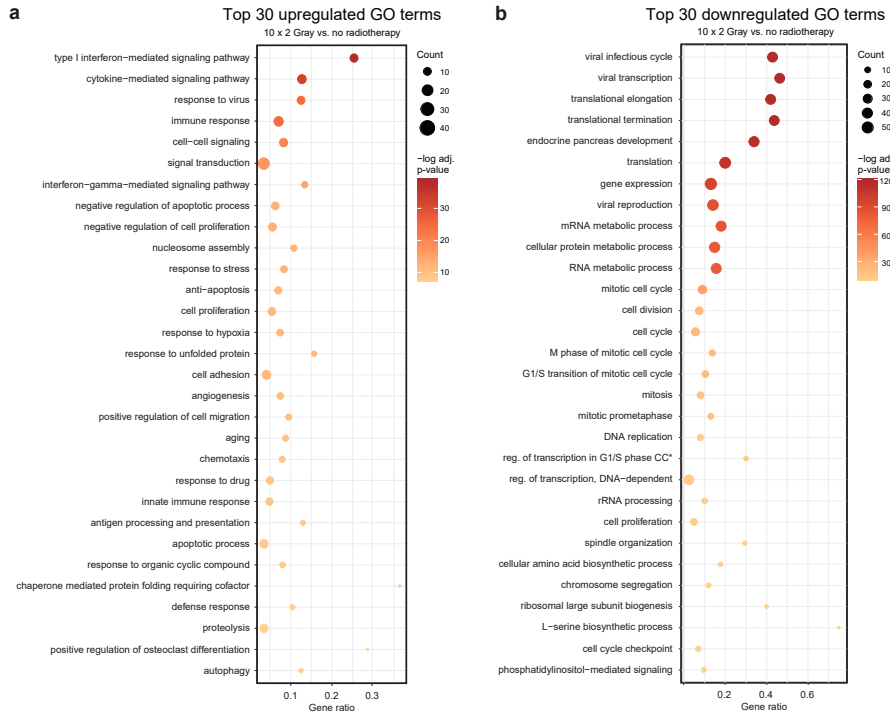 a
Top 30 upregulated GO terms
10 x 2 Gray vs. no radiotherapy
type I interferon−mediated signaling pathway
cytokine−mediated signaling pathway
response to virus
immune response
cell−cell signaling
signal transduction
interferon−gamma−mediated signaling pathway
negative regulation of apoptotic process
negative regulation of cell proliferation
nucleosome assembly
response to stress
anti−apoptosis
cell proliferation
response to hypoxia
response to unfolded protein
cell adhesion
angiogenesis
positive regulation of cell migration
aging
chemotaxis
response to drug
innate immune response
antigen processing and presentation
apoptotic process
response to organic cyclic compound
chaperone mediated protein folding requiring cofactor
defense response
proteolysis
positive regulation of osteoclast differentiation
autophagy
0.1 0.2 0.3
Gene ratio
Count
10
20
30
40
−log adj.
p-value
30
20
10
b
Top 30 downregulated GO terms
10 x 2 Gray vs. no radiotherapy
viral infectious cycle
viral transcription
translational elongation
translational termination
endocrine pancreas development
translation
gene expression
viral reproduction
mRNA metabolic process
cellular protein metabolic process
RNA metabolic process
mitotic cell cycle
cell division
cell cycle
M phase of mitotic cell cycle
G1/S transition of mitotic cell cycle
mitosis
mitotic prometaphase
DNA replication
reg. of transcription in G1/S phase CC*
reg. of transcription, DNA−dependent
rRNA processing
cell proliferation
spindle organization
cellular amino acid biosynthetic process
chromosome segregation
ribosomal large subunit biogenesis
L−serine biosynthetic process
cell cycle checkpoint
phosphatidylinositol−mediated signaling
0.2 0.4 0.6
Gene ratio
Count
10
20
30
40
50
−log adj.
p-value
120
90
60
30